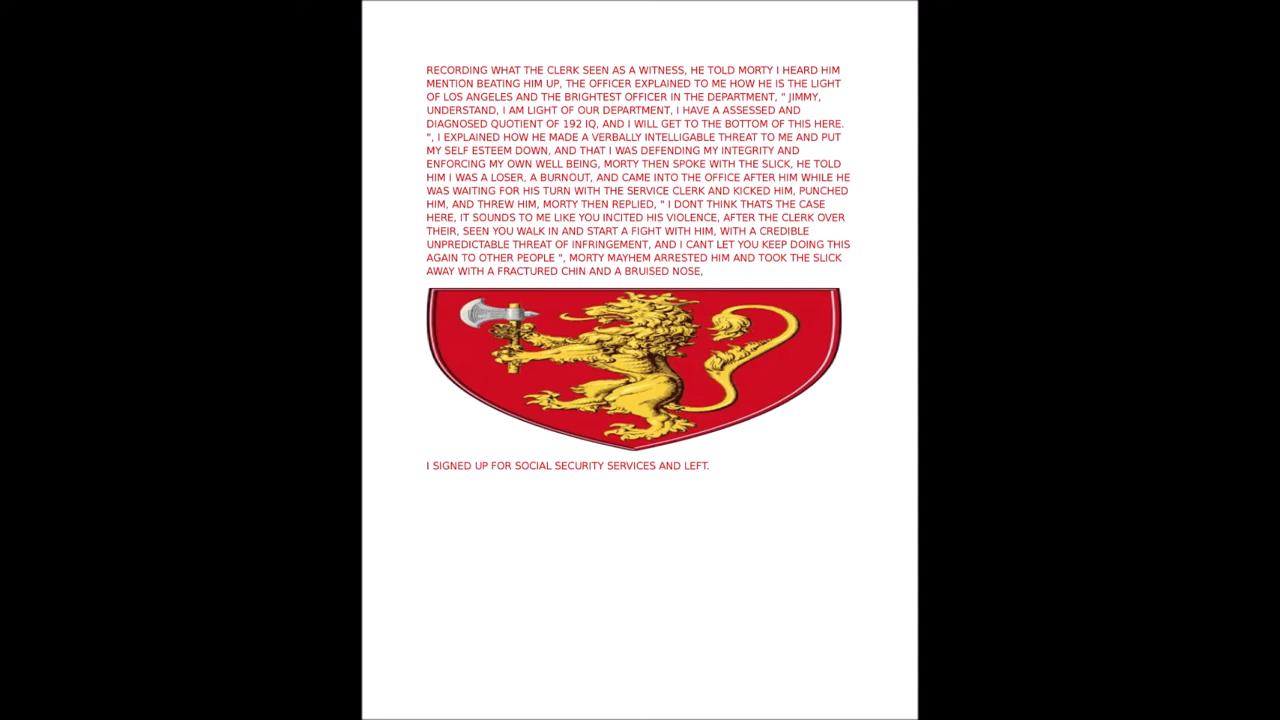 RECORDING WHAT THE CLERK SEEN AS A WITNESS, HE TOLD MORTY I HEARD HIM
MENTION BEATING HIM UP, THE OFFICER EXPLAINED TO ME HOW HE IS THE LIGHT
OF LOS ANGELES AND THE BRIGHTEST OFFICER IN THE DEPARTMENT, " JIMMY,
UNDERSTAND, I AM LIGHT OF OUR DEPARTMENT, I HAVE A ASSESSED AND
DIAGNOSED QUOTIENT OF 192 IQ, AND I WILL GET TO THE BOTTOM OF THIS HERE.
", I EXPLAINED HOW HE MADE A VERBALLY INTELLIGABLE THREAT TO ME AND PUT
MY SELF ESTEEM DOWN, AND THAT I WAS DEFENDING MY INTEGRITY AND
ENFORCING MY OWN WELL BEING, MORTY THEN SPOKE WITH THE SLICK, HE TOLD
HIM I WAS A LOSER, A BURNOUT, AND CAME INTO THE OFFICE AFTER HIM WHILE HE
WAS WAITING FOR HIS TURN WITH THE SERVICE CLERK AND KICKED HIM, PUNCHED
HIM, AND THREW HIM, MORTY THEN REPLIED, " I DONT THINK THATS THE CASE
HERE, IT SOUNDS TO ME LIKE YOU INCITED HIS VIOLENCE, AFTER THE CLERK OVER
THEIR, SEEN YOU WALK IN AND START A FIGHT WITH HIM, WITH A CREDIBLE
UNPREDICTABLE THREAT OF INFRINGEMENT, AND I CANT LET YOU KEEP DOING THIS
AGAIN TO OTHER PEOPLE ", MORTY MAYHEM ARRESTED HIM AND TOOK THE SLICK
AWAY WITH A FRACTURED CHIN AND A BRUISED NOSE,
I SIGNED UP FOR SOCIAL SECURITY SERVICES AND LEFT.